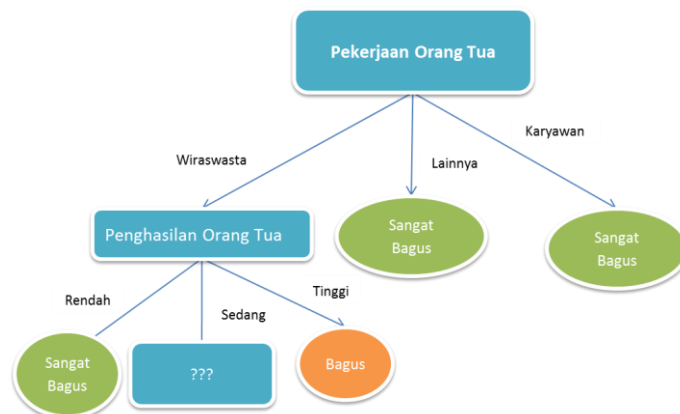 Pekerjaan Orang Tua
Karyawan
Wiraswasta
Lainnya
Penghasilan Orang Tua
Sangat
Bagus
Sangat
Bagus
Tinggi
Rendah
Sedang
Sangat
Bagus
???
Bagus